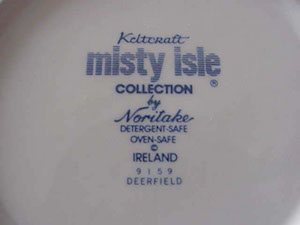 Keltcraft
misty isle
®
COLLECTION
by
Noritake
DETERGENT-SAFE
OVEN-SAFE
©
IRELAND
9159
DEERFIELD